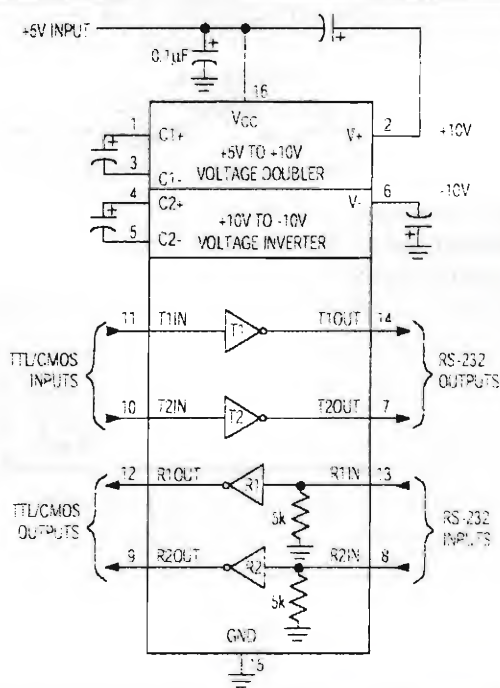 +5V INPUT
+
0.1µF
+
16
VCC
1
C1+
V+
2
+10V
+
+5V TO +10V
VOLTAGE DOUBLER
3
C1-
4
C2+
V-
6
-10V
+
+10V TO -10V
VOLTAGE INVERTER
5
C2-
+
11
T1IN
T1
T1OUT
14
TTL/CMOS
INPUTS
RS-232
OUTPUTS
10
T2IN
T2
T2OUT
7
12
R1OUT
R1
R1IN
13
5k
TTL/CMOS
OUTPUTS
RS-232
INPUTS
9
R2OUT
R2
R2IN
8
5k
GND
15